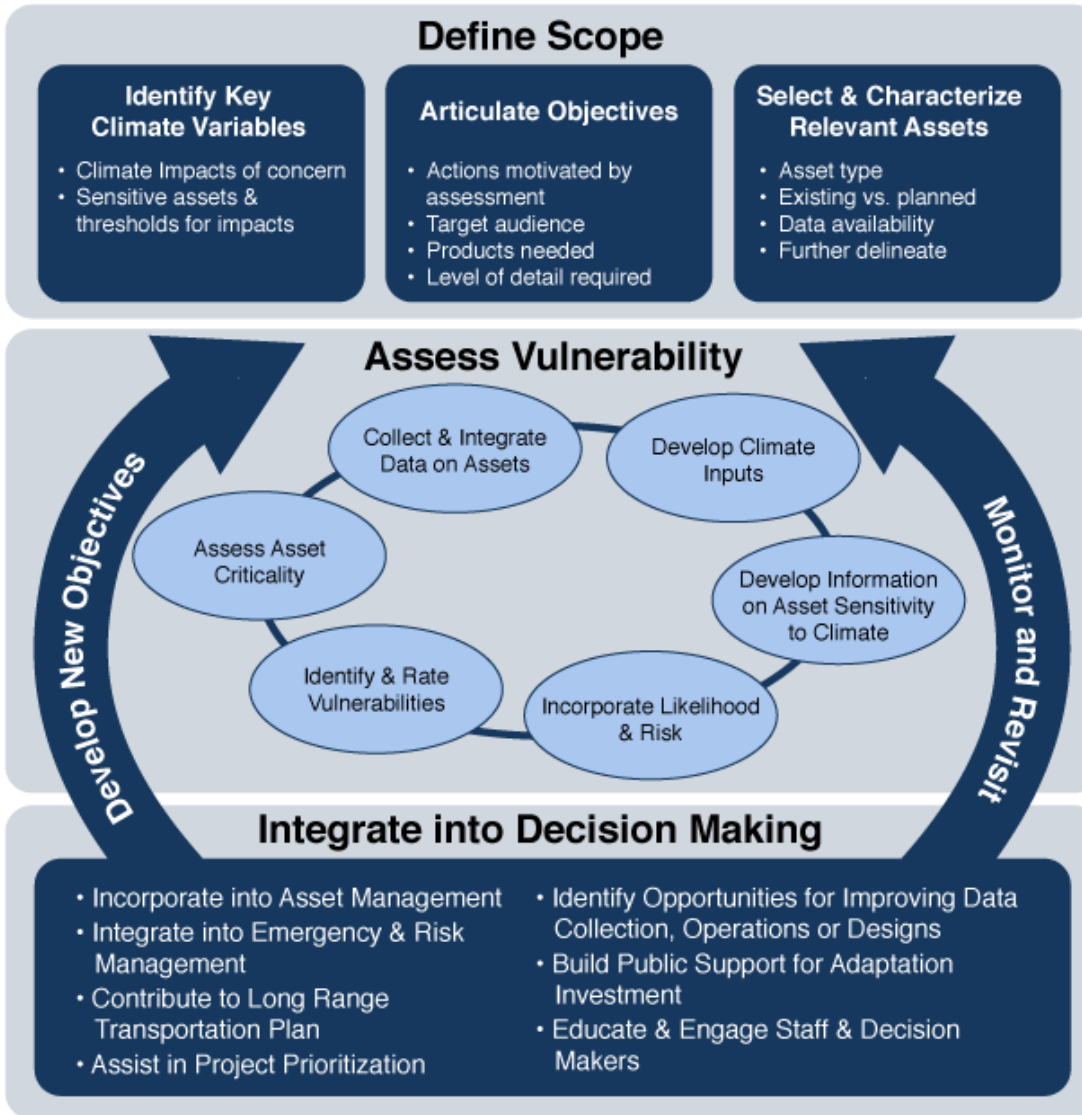 Define Scope
Identify Key
Climate Variables
• Climate Impacts of concern
• Sensitive assets &
thresholds for impacts
Articulate Objectives
• Actions motivated by
assessment
• Target audience
• Products needed
• Level of detail required
Select & Characterize
Relevant Assets
• Asset type
• Existing vs. planned
• Data availability
• Further delineate
Assess Vulnerability
Collect & Integrate
Data on Assets
Develop Climate
Inputs
Assess Asset
Criticality
Develop Information
on Asset Sensitivity
to Climate
Identify & Rate
Vulnerabilities
Incorporate Likelihood
& Risk
Develop New Objectives
Monitor and Revisit
Integrate into Decision Making
• Incorporate into Asset Management
• Integrate into Emergency & Risk
Management
• Contribute to Long Range
Transportation Plan
• Assist in Project Prioritization
• Identify Opportunities for Improving Data
Collection, Operations or Designs
• Build Public Support for Adaptation
Investment
• Educate & Engage Staff & Decision
Makers